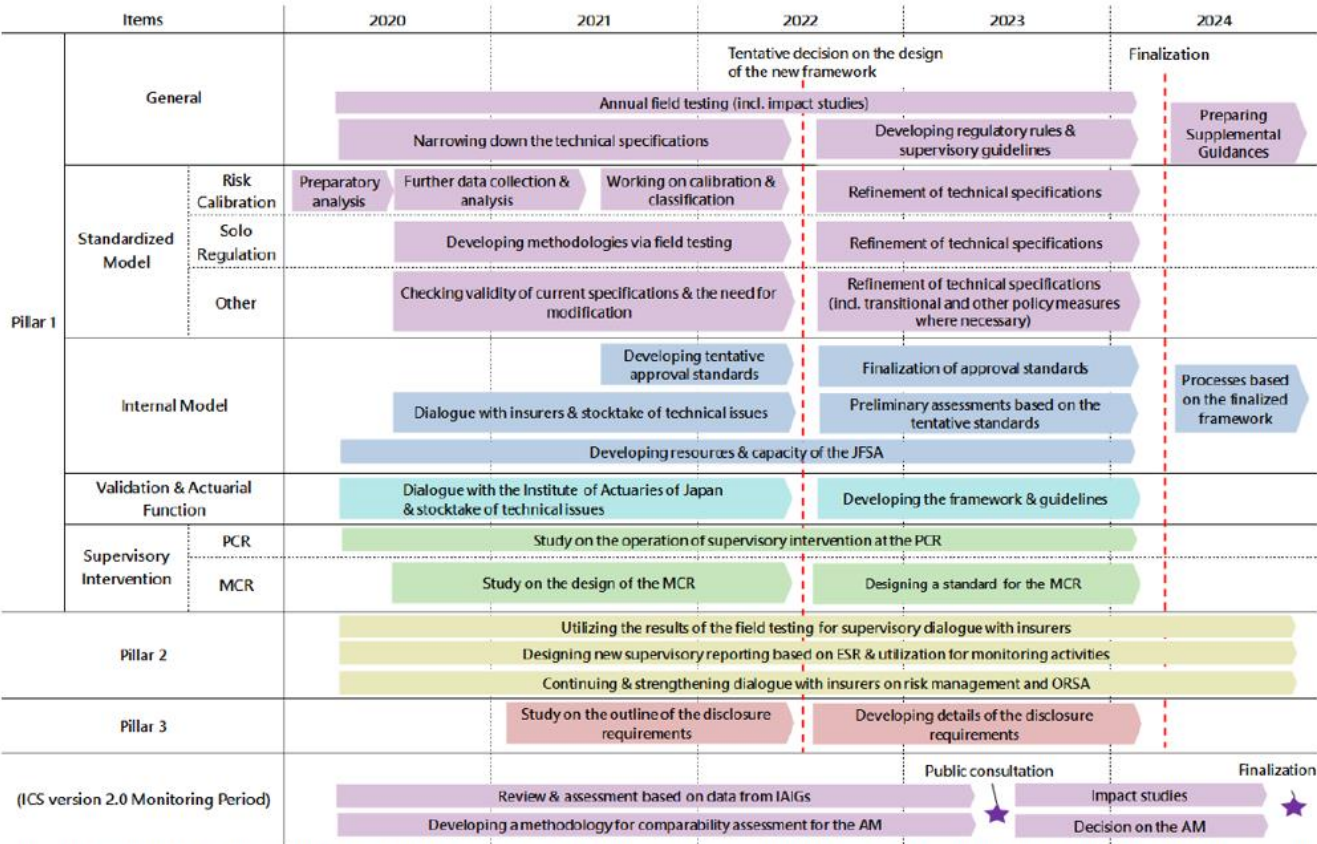 Items
2020
2021
2022
2023
2024
Tentative decision on the design
of the new framework
Finalization
Pillar 1
General
Annual field testing (incl. impact studies)
Narrowing down the technical specifications
Developing regulatory rules &
supervisory guidelines
Preparing
Supplemental
Guidances
Standardized
Model
Risk
Calibration
Preparatory
analysis
Further data collection &
analysis
Working on calibration &
classification
Refinement of technical specifications
Solo
Regulation
Developing methodologies via field testing
Refinement of technical specifications
Other
Checking validity of current specifications & the need for
modification
Refinement of technical specifications
(incl. transitional and other policy measures
where necessary)
Internal Model
Developing tentative
approval standards
Finalization of approval standards
Dialogue with insurers & stocktake of technical issues
Preliminary assessments based on the
tentative standards
Processes based
on the finalized
framework
Developing resources & capacity of the JFSA
Validation & Actuarial
Function
Dialogue with the Institute of Actuaries of Japan
& stocktake of technical issues
Developing the framework & guidelines
Supervisory
Intervention
PCR
Study on the operation of supervisory intervention at the PCR
MCR
Study on the design of the MCR
Designing a standard for the MCR
Pillar 2
Utilizing the results of the field testing for supervisory dialogue with insurers
Designing new supervisory reporting based on ESR & utilization for monitoring activities
Continuing & strengthening dialogue with insurers on risk management and ORSA
Pillar 3
Study on the outline of the disclosure
requirements
Developing details of the disclosure
requirements
Public consultation
Finalization
(ICS version 2.0 Monitoring Period)
Review & assessment based on data from IAIGs
Impact studies
Developing a methodology for comparability assessment for the AM
Decision on the AM